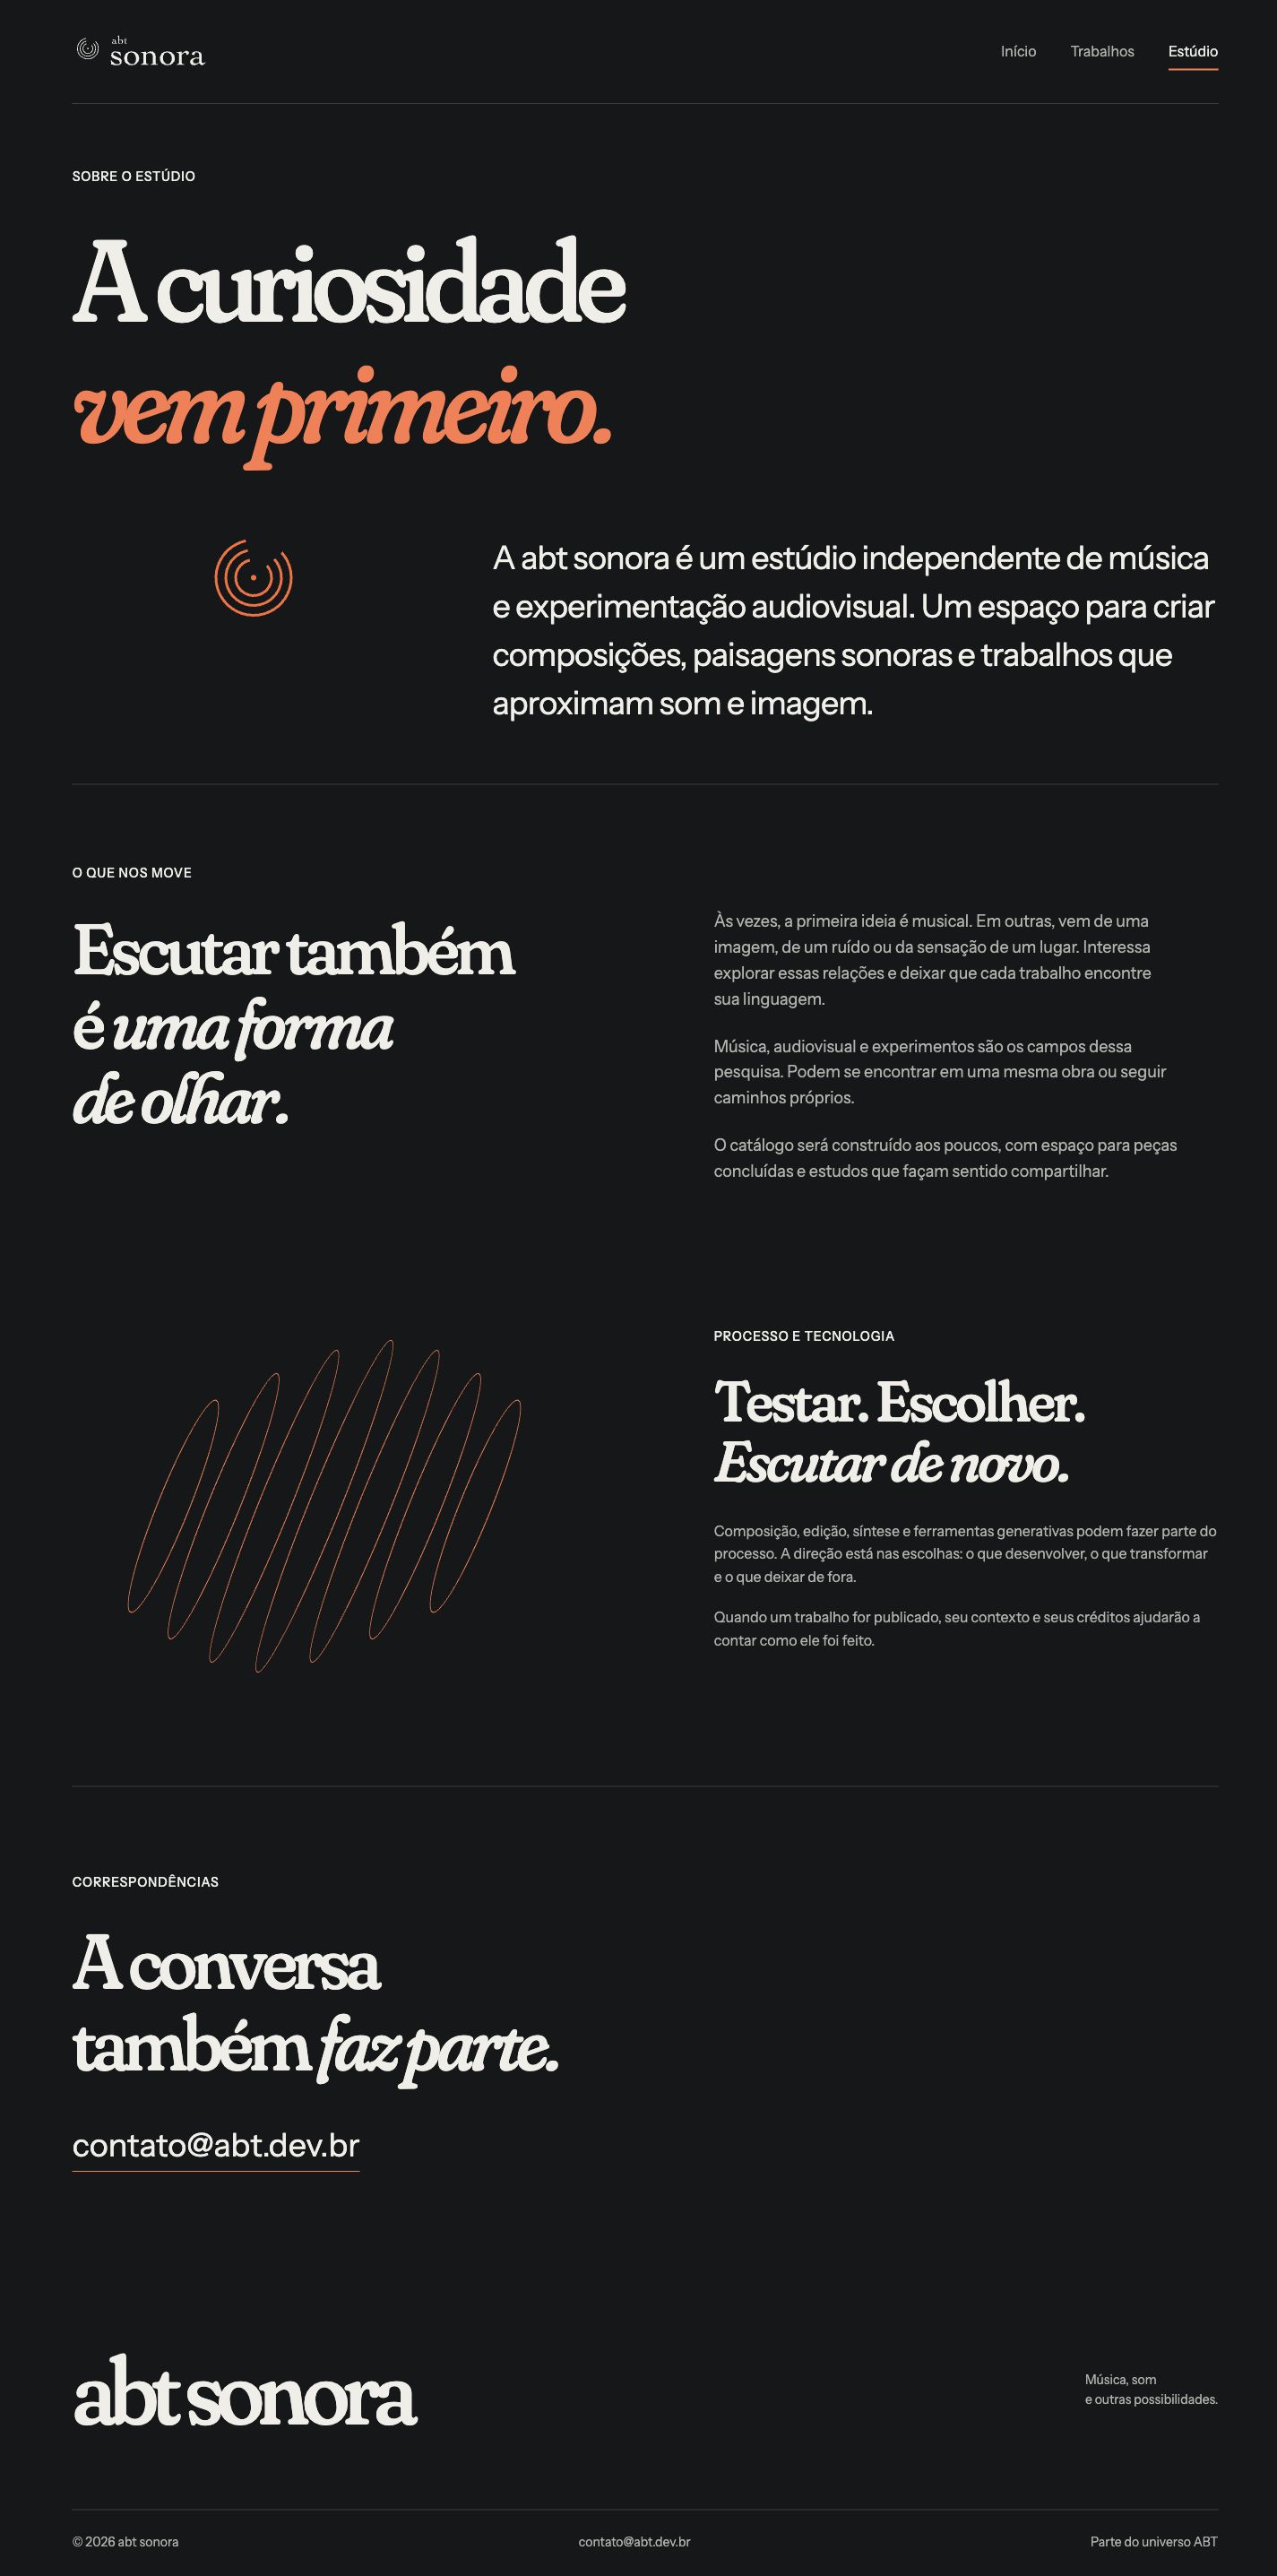 abt
sonora
Início
Trabalhos
Estúdio
SOBRE O ESTÚDIO
A curiosidade
vem primeiro.
A abt sonora é um estúdio independente de música
e experimentação audiovisual. Um espaço para criar
composições, paisagens sonoras e trabalhos que
aproximam som e imagem.
O QUE NOS MOVE
Escutar também
é uma forma
de olhar.
Às vezes, a primeira ideia é musical. Em outras, vem de uma
imagem, de um ruído ou da sensação de um lugar. Interessa
explorar essas relações e deixar que cada trabalho encontre
sua linguagem.
Música, audiovisual e experimentos são os campos dessa
pesquisa. Podem se encontrar em uma mesma obra ou seguir
caminhos próprios.
O catálogo será construído aos poucos, com espaço para peças
concluídas e estudos que façam sentido compartilhar.
PROCESSO E TECNOLOGIA
Testar. Escolher.
Escutar de novo.
Composição, edição, síntese e ferramentas generativas podem fazer parte do
processo. A direção está nas escolhas: o que desenvolver, o que transformar
e o que deixar de fora.
Quando um trabalho for publicado, seu contexto e seus créditos ajudarão a
contar como ele foi feito.
CORRESPONDÊNCIAS
A conversa
também faz parte.
contato@abt.dev.br
abt sonora
Música, som
e outras possibilidades.
© 2026 abt sonora
contato@abt.dev.br
Parte do universo ABT